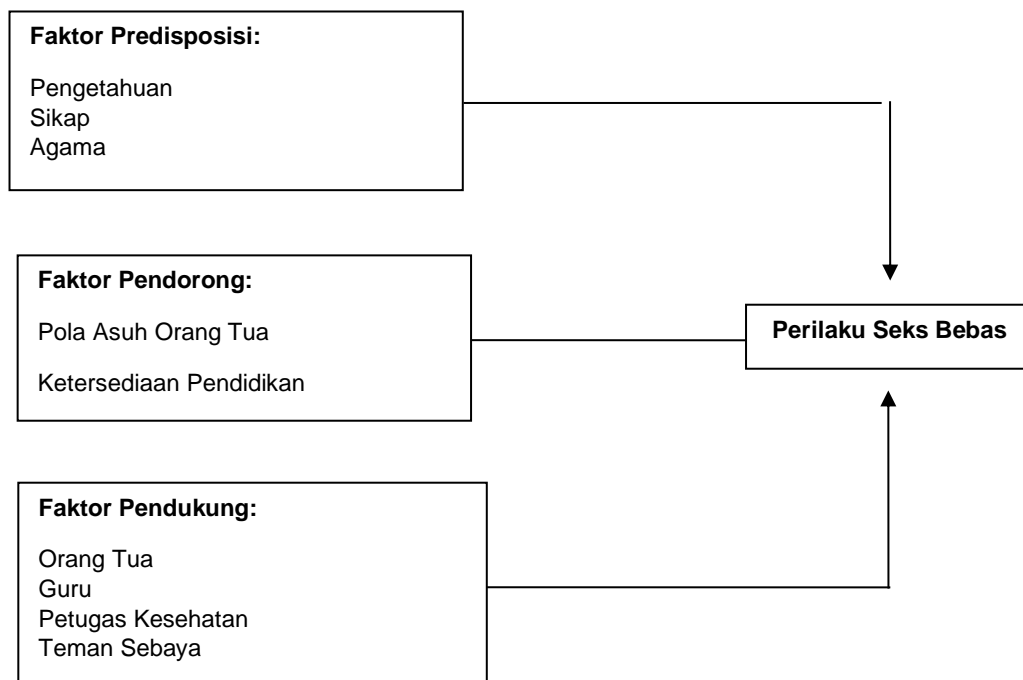 Faktor Predisposisi:
Pengetahuan
Sikap
Agama
Faktor Pendorong:
Pola Asuh Orang Tua
Ketersediaan Pendidikan
Perilaku Seks Bebas
Faktor Pendukung:
Orang Tua
Guru
Petugas Kesehatan
Teman Sebaya